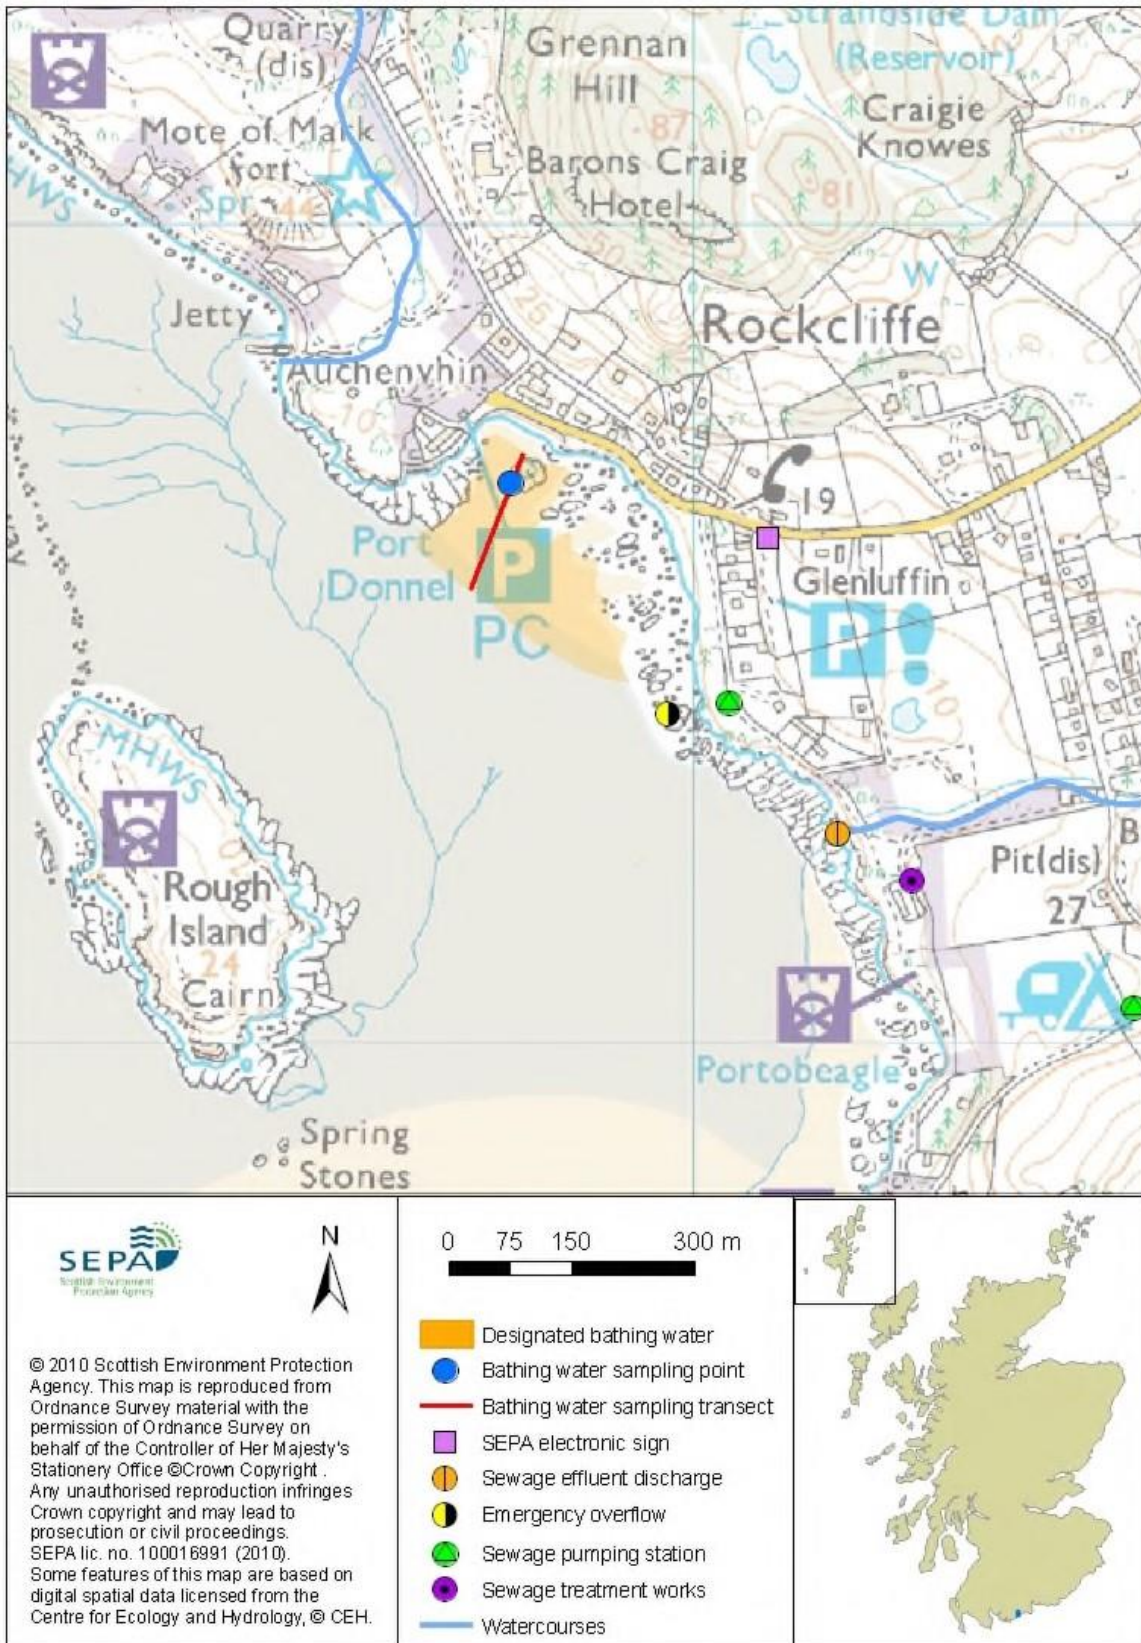 Quarry
(dis)
Grennan
Hill
Strandside Dam
(Reservoir)
Craigie
Knowes
87
Mote of Mark
fort
Barons Craig
Hotel
81
MHWS
Spr
44
50
W
25
Jetty
Rockcliffe
Auchenvhin
10
19
Port
Donnel
P
PC
Glenluffin
P
10
MHWS
Rough
Island
24
Cairn
B
Pit(dis)
27
Portobeagle
Spring
Stones
SEPA
Scottish Environment
Protection Agency
N
© 2010 Scottish Environment Protection
Agency. This map is reproduced from
Ordnance Survey material with the
permission of Ordnance Survey on
behalf of the Controller of Her Majesty's
Stationery Office ©Crown Copyright .
Any unauthorised reproduction infringes
Crown copyright and may lead to
prosecution or civil proceedings.
SEPA lic. no. 100016991 (2010).
Some features of this map are based on
digital spatial data licensed from the
Centre for Ecology and Hydrology, © CEH.
0 75 150 300 m
Designated bathing water
Bathing water sampling point
Bathing water sampling transect
SEPA electronic sign
Sewage effluent discharge
Emergency overflow
Sewage pumping station
Sewage treatment works
Watercourses